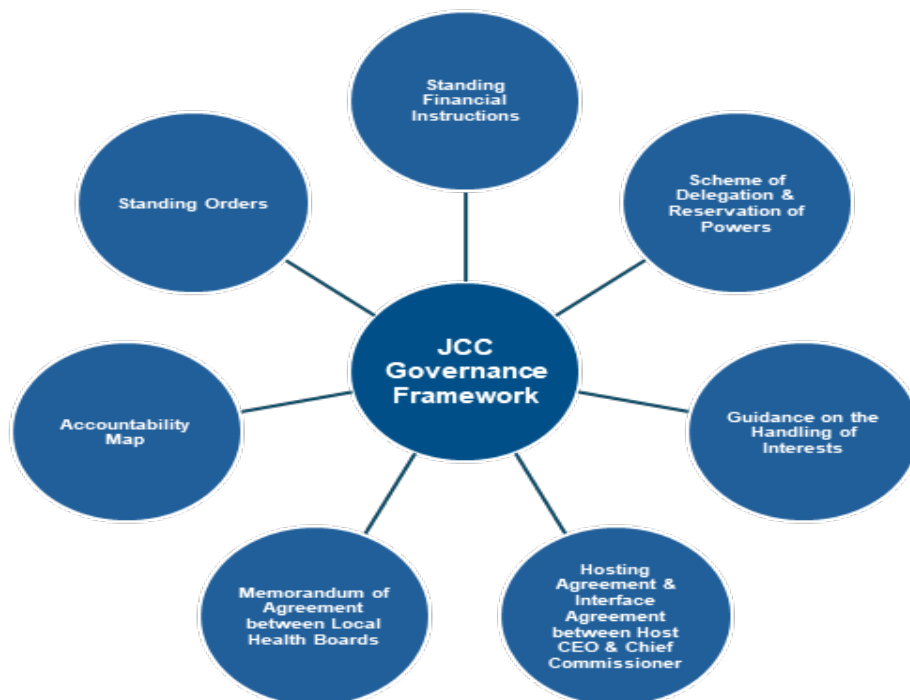 Standing
Financial
Instructions
Standing Orders
Scheme of
Delegation &
Reservation of
Powers
JCC
Governance
Framework
Accountability
Map
Guidance on the
Handling of
Interests
Memorandum of
Agreement
between Local
Health Boards
Hosting
Agreement &
Interface
Agreement
between Host
CEO & Chief
Commissioner